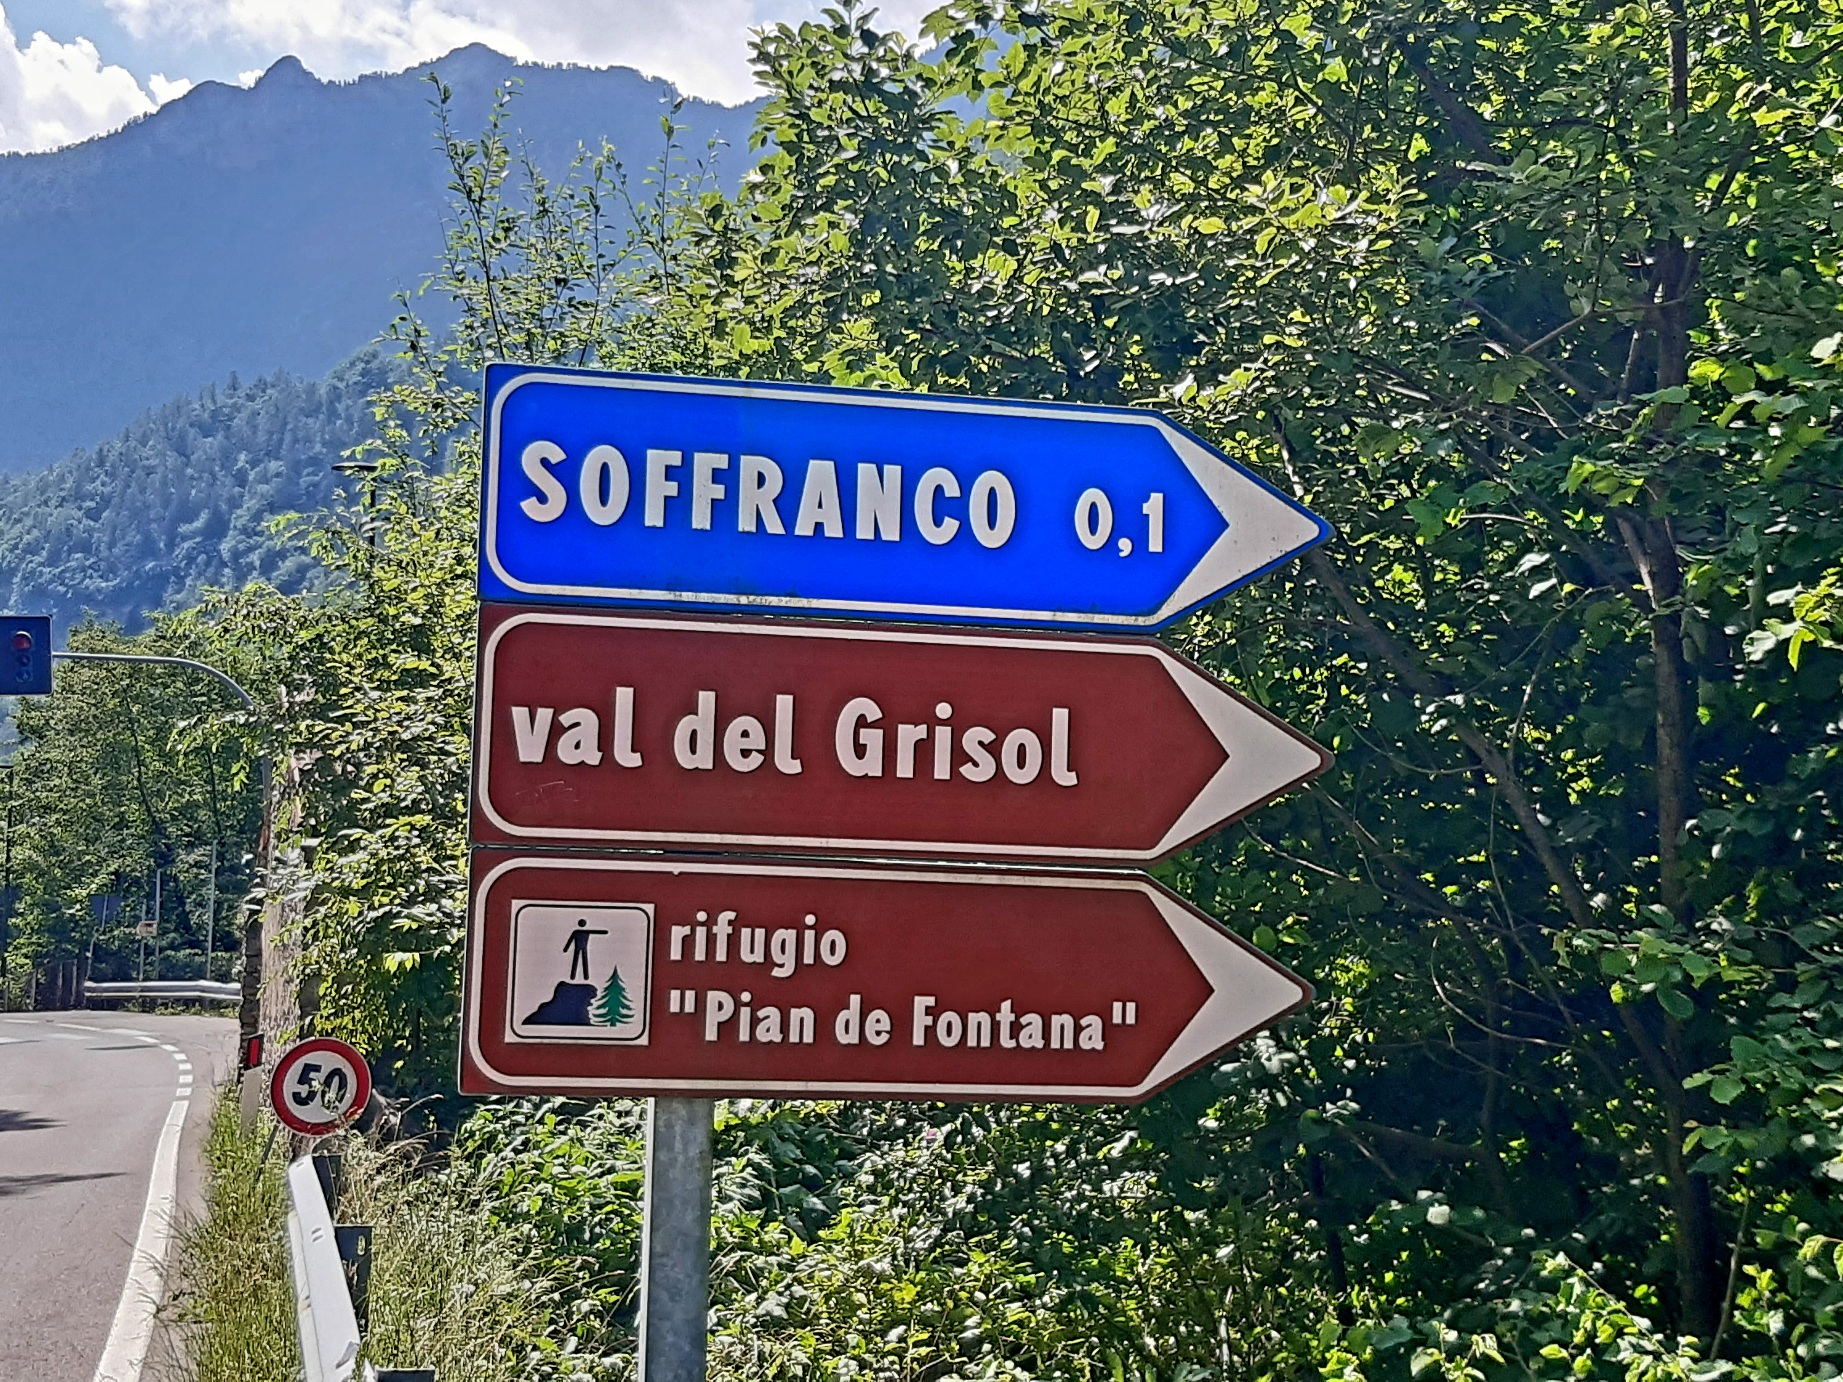 SOFFRANCO 0,1
val del Grisol
rifugio
"Pian de Fontana"
50